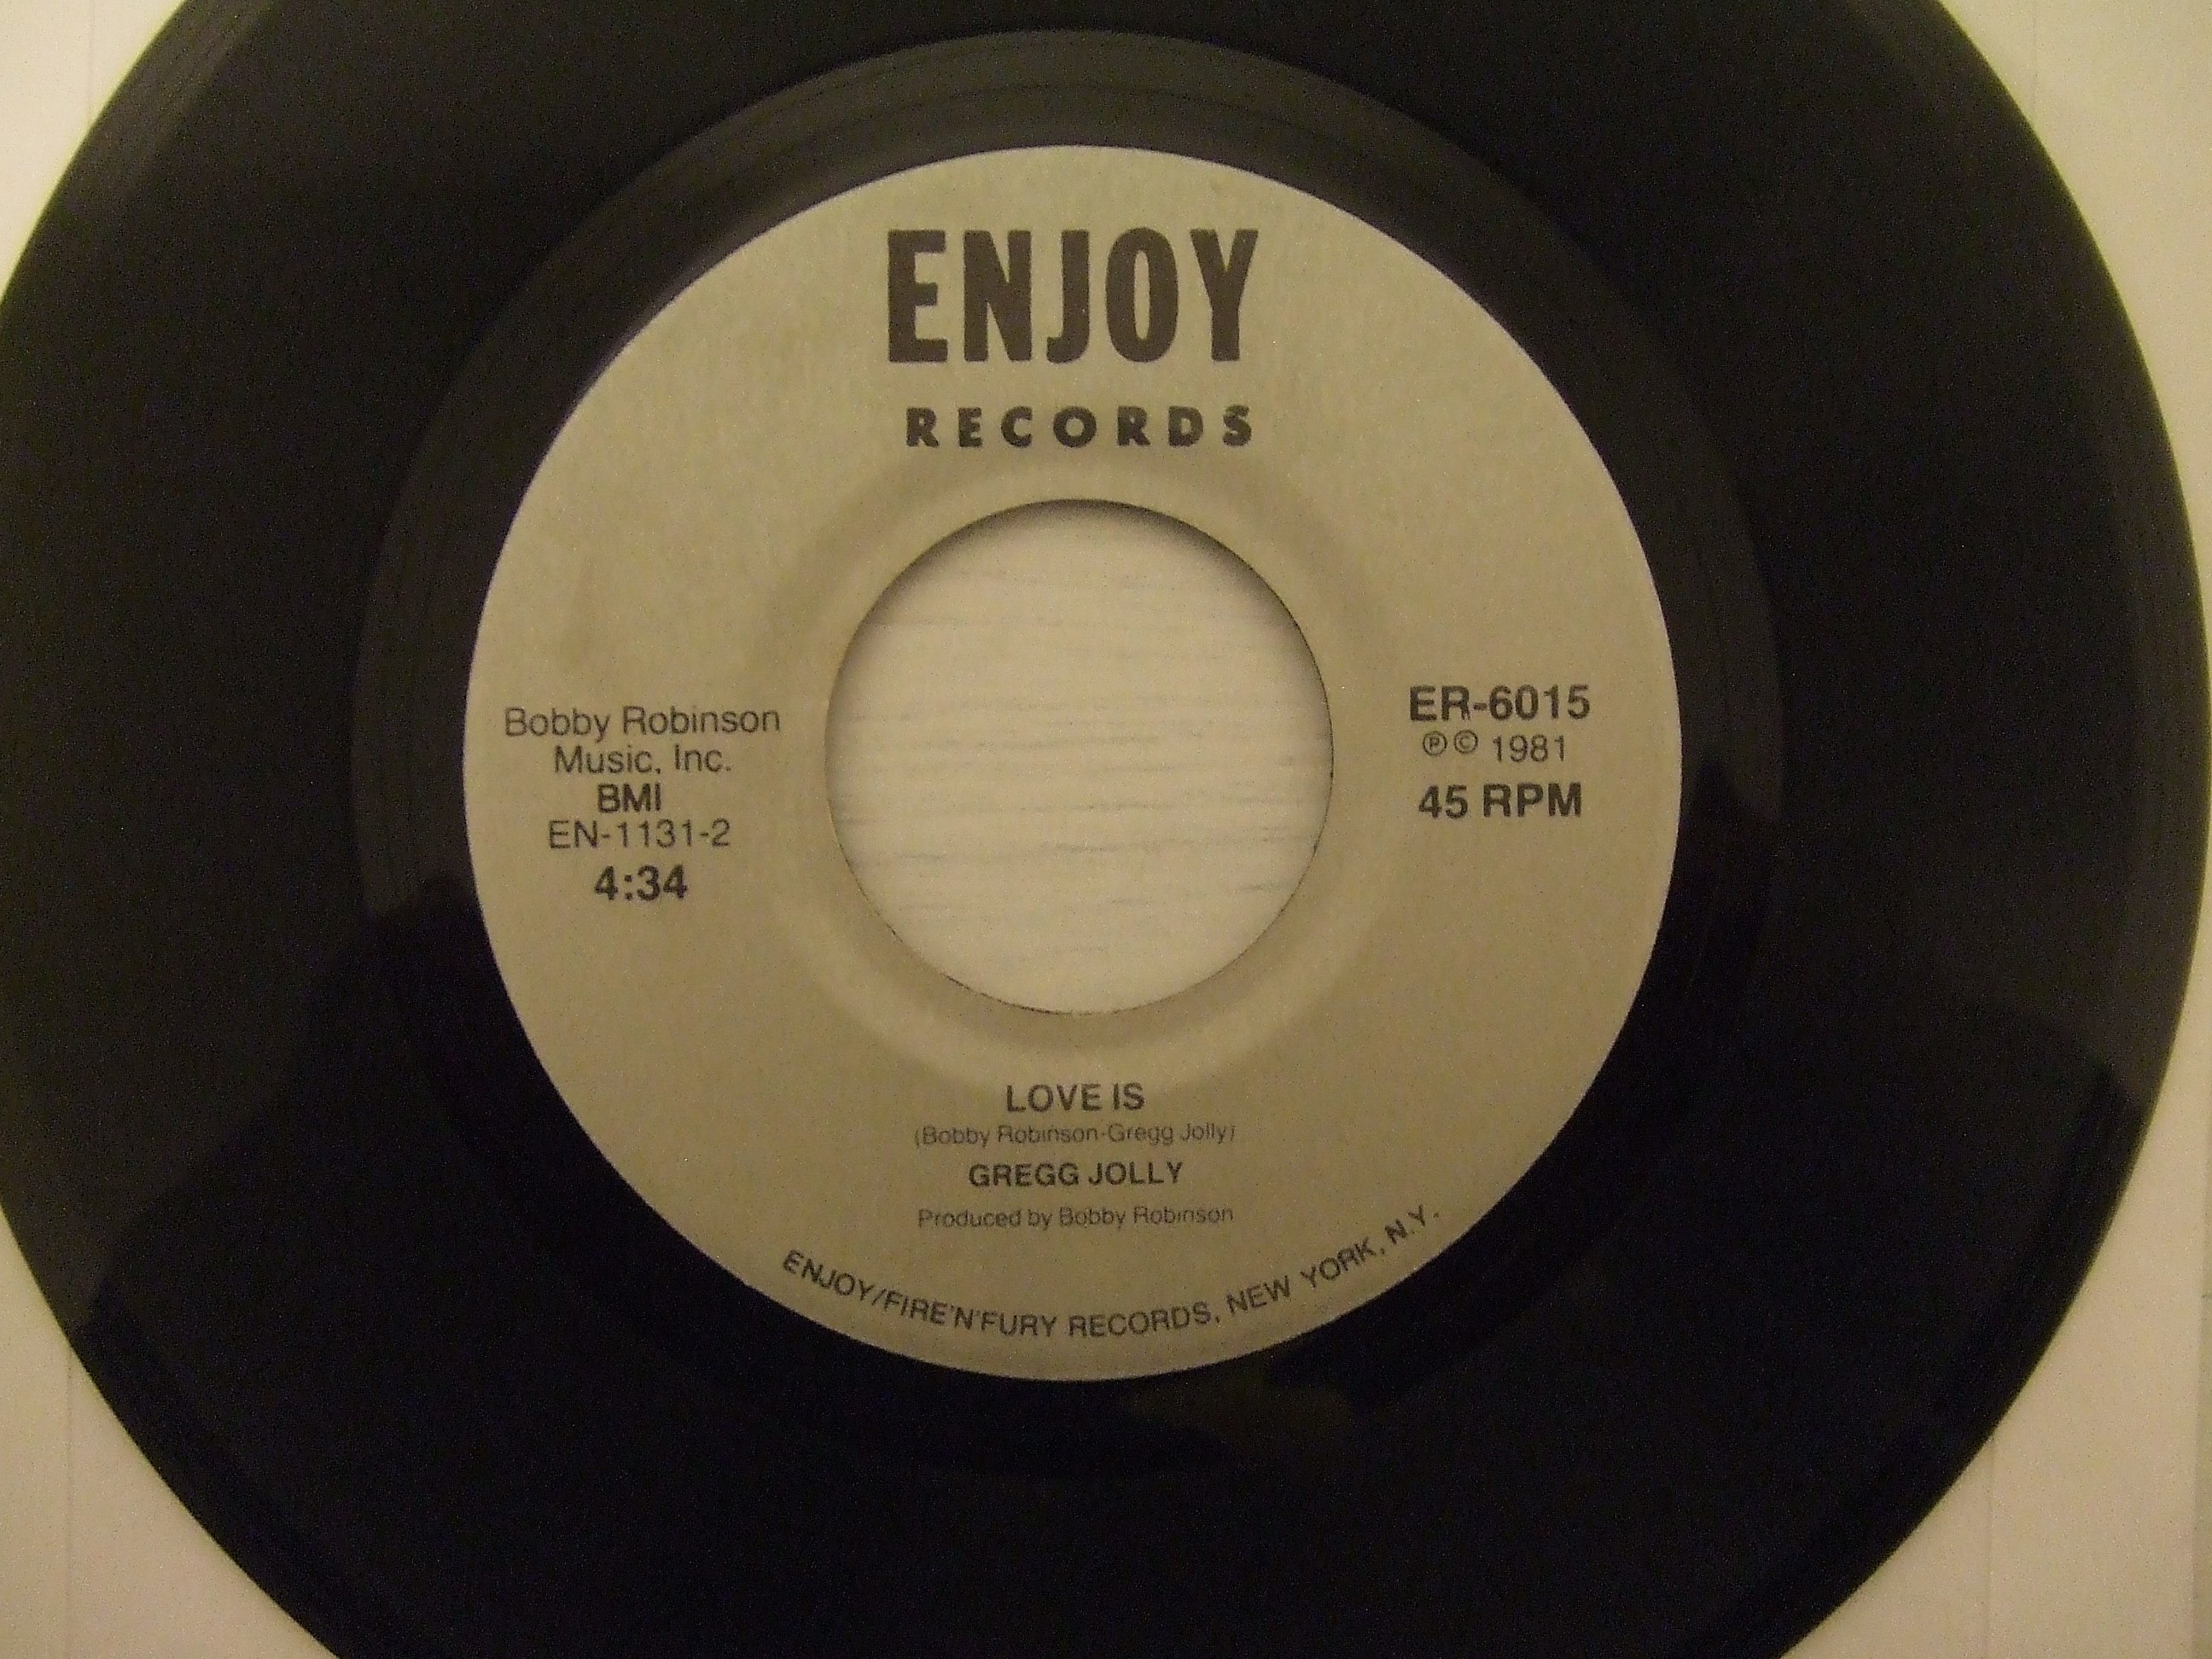 ENJOY
RECORDS
Bobby Robinson
Music, Inc.
BMI
EN-1131-2
4:34
ER-6015
℗ © 1981
45 RPM
LOVE IS
(Bobby Robinson-Gregg Jolly)
GREGG JOLLY
Produced by Bobby Robinson
ENJOY/FIRE'N'FURY RECORDS, NEW YORK, N.Y.